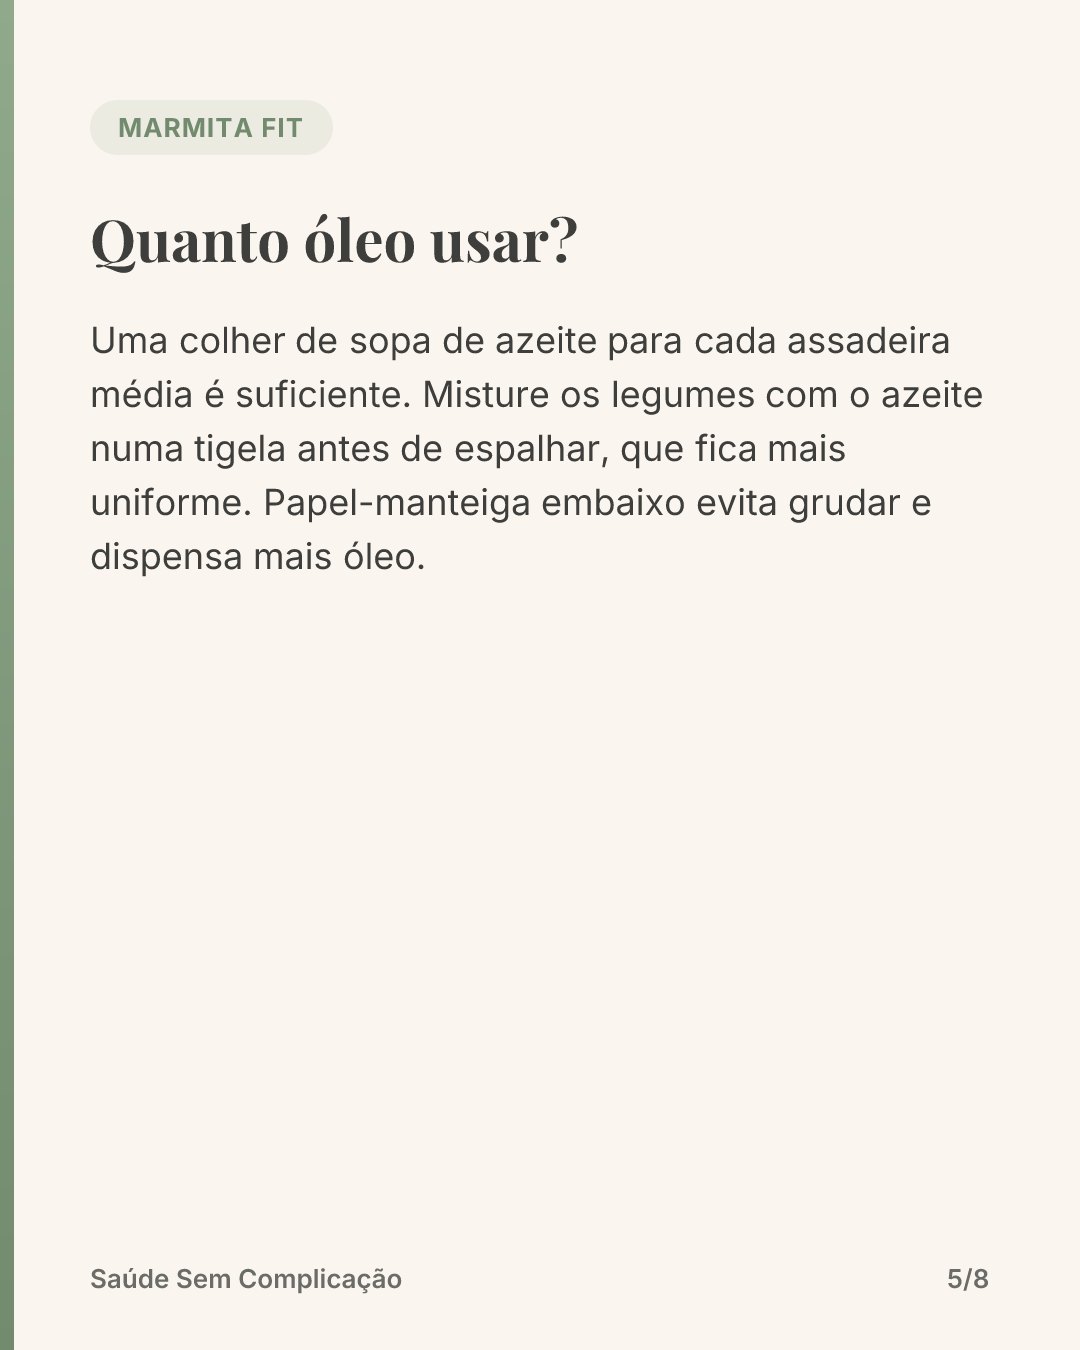 MARMITA FIT
Quanto óleo usar?
Uma colher de sopa de azeite para cada assadeira
média é suficiente. Misture os legumes com o azeite
numa tigela antes de espalhar, que fica mais
uniforme. Papel-manteiga embaixo evita grudar e
dispensa mais óleo.
Saúde Sem Complicação
5/8